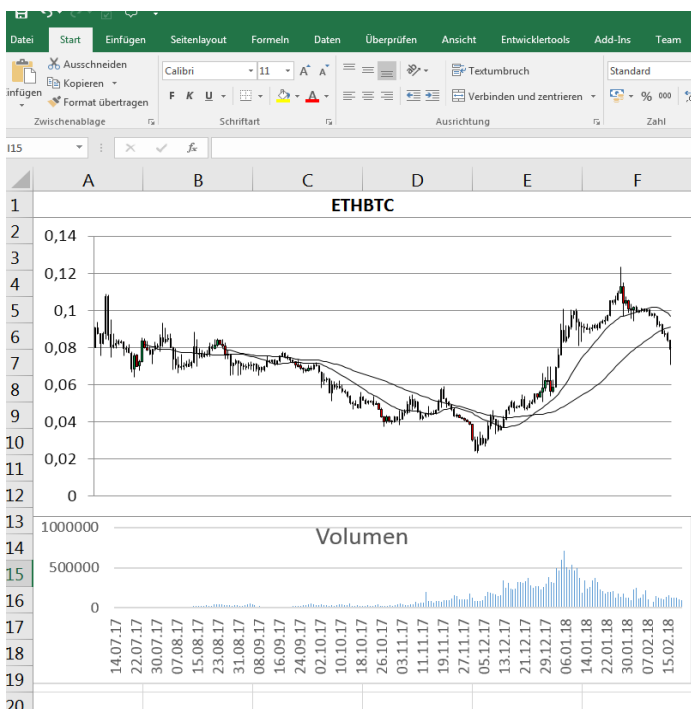 Datei Start Einfügen Seitenlayout Formeln Daten Überprüfen Ansicht Entwicklertools Add-Ins Team
Ausschneiden
Kopieren
Format übertragen
Zwischenablage
Calibri 11 A A
F K U A
Schriftart
Textumbruch
Verbinden und zentrieren
Ausrichtung
Standard
% 000
Zahl
I15 fx
A B C D E F
1 ETHBTC
2 0,14
3
4 0,12
5 0,1
6 0,08
7
8 0,06
9 0,04
10
11 0,02
12 0
13 1000000
14 Volumen
15 500000
16 0
17
18
19
20
14.07.17 22.07.17 30.07.17 07.08.17 15.08.17 23.08.17 31.08.17 08.09.17 16.09.17 24.09.17 02.10.17 10.10.17 18.10.17 26.10.17 03.11.17 11.11.17 19.11.17 27.11.17 05.12.17 13.12.17 21.12.17 29.12.17 06.01.18 14.01.18 22.01.18 30.01.18 07.02.18 15.02.18